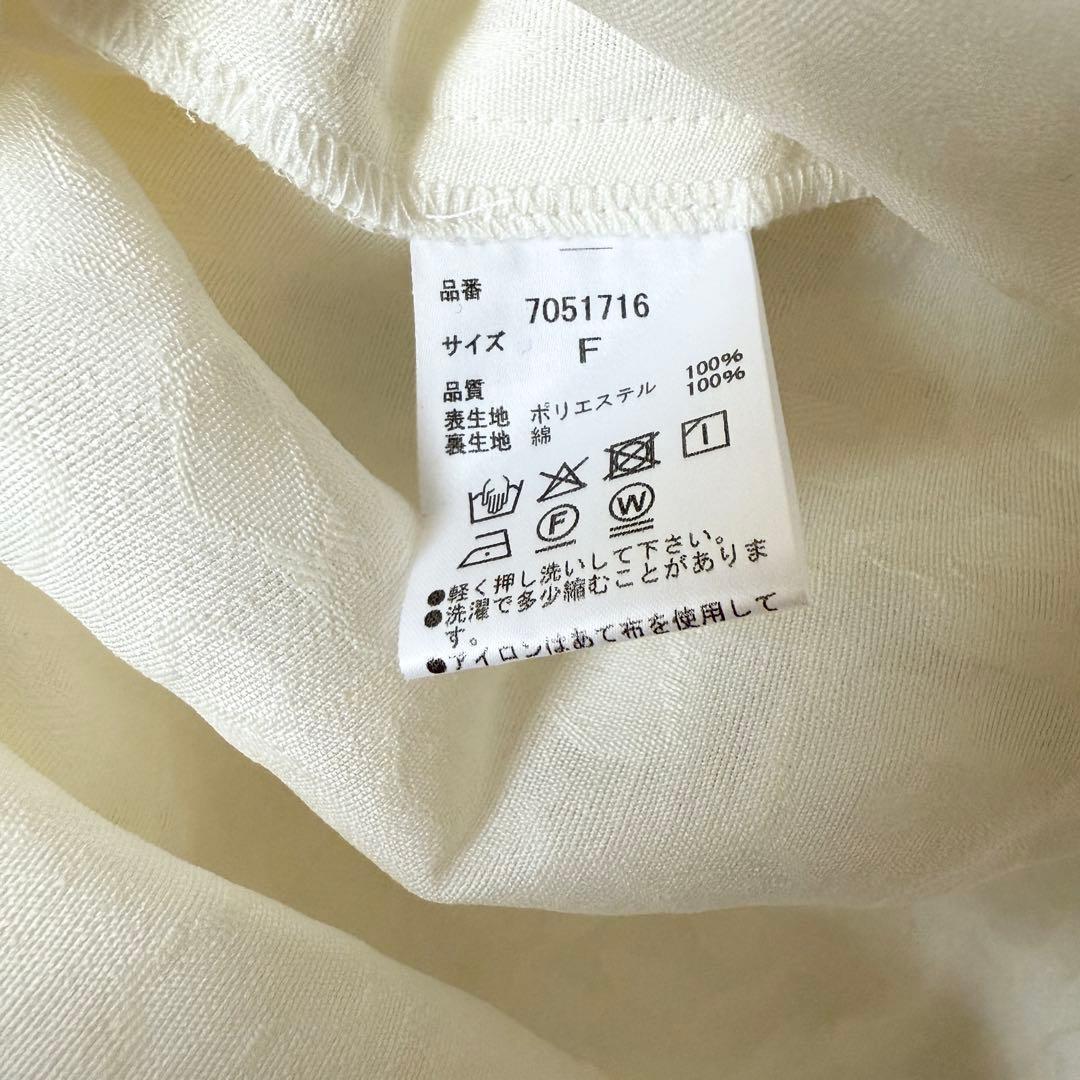 品番
7051716
サイズ F
品質
表生地 ポリエステル 100%
裏生地 綿 100%
F W
●軽く押し洗いして下さい。
●洗濯で多少縮むことがありま
す。
●アイロンはあて布を使用して